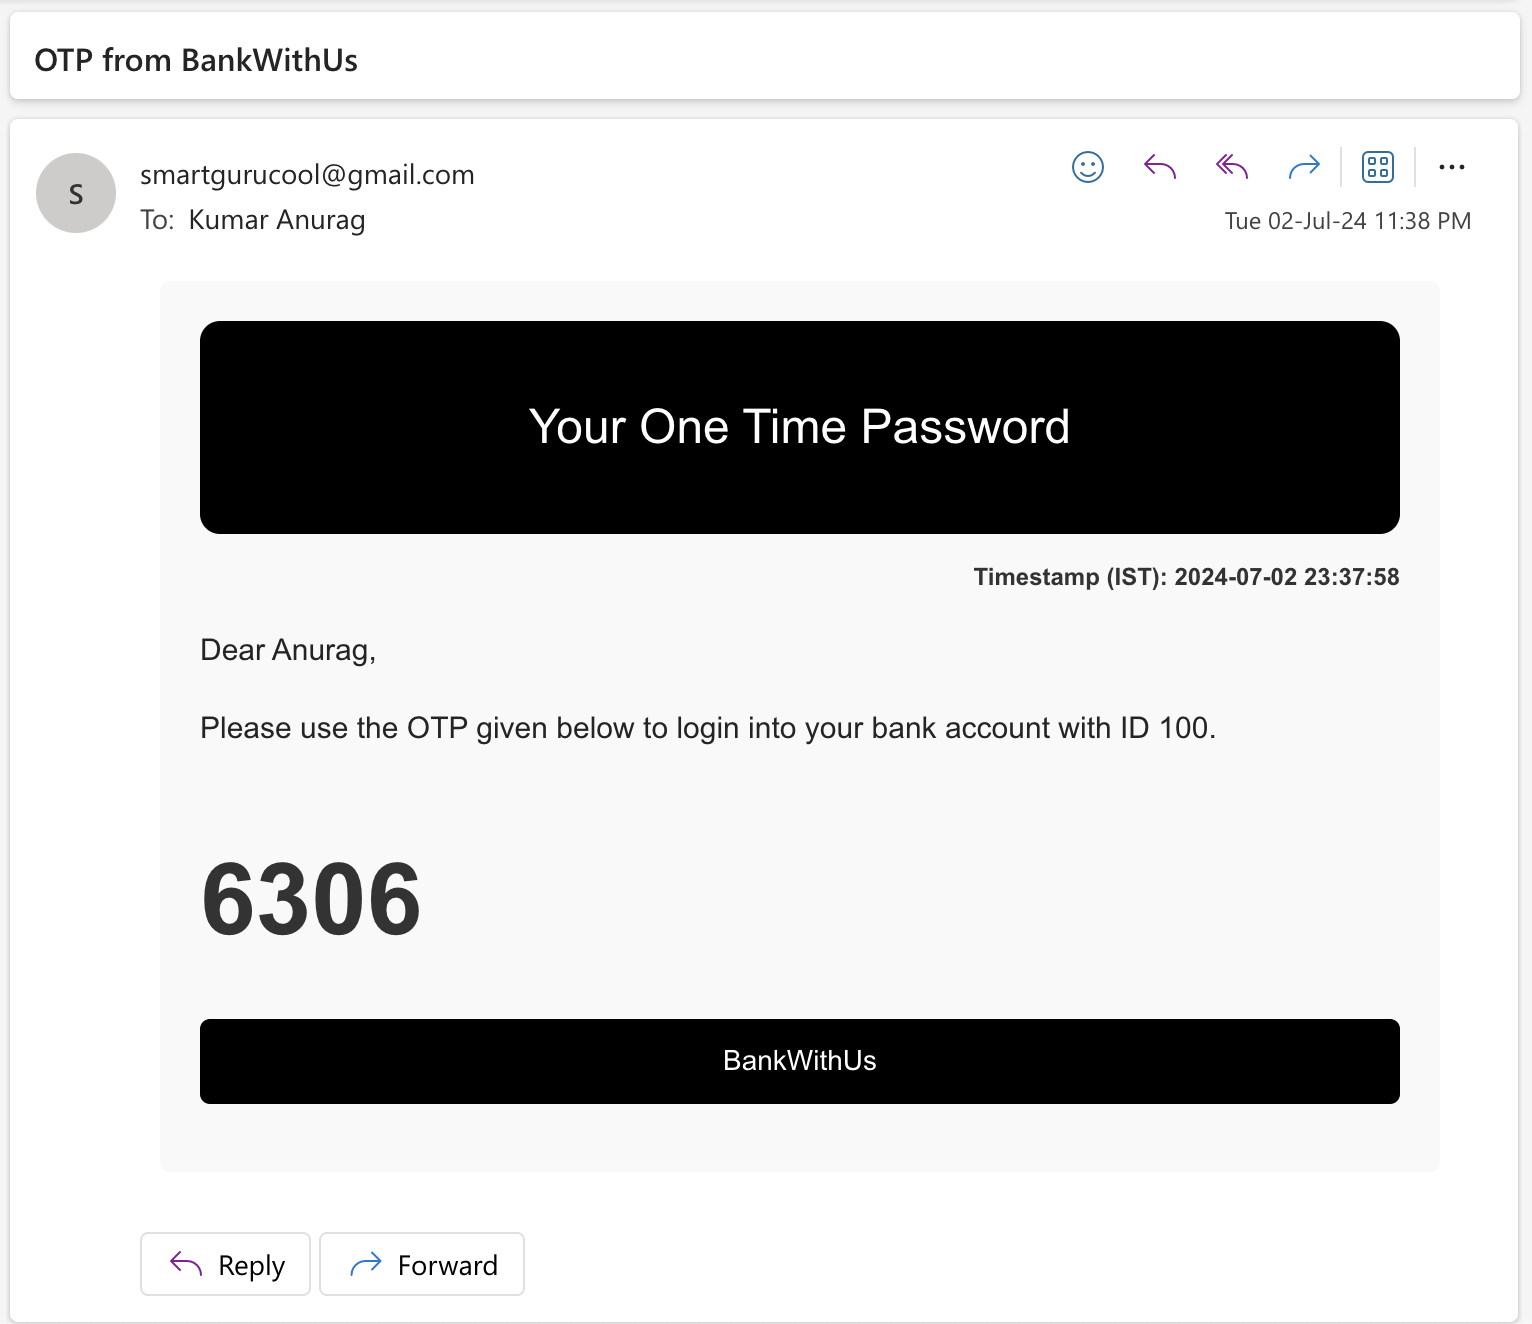 OTP from BankWithUs
S
smartgurucool@gmail.com
To: Kumar Anurag
Tue 02-Jul-24 11:38 PM
Your One Time Password
Timestamp (IST): 2024-07-02 23:37:58
Dear Anurag,
Please use the OTP given below to login into your bank account with ID 100.
6306
BankWithUs
Reply
Forward